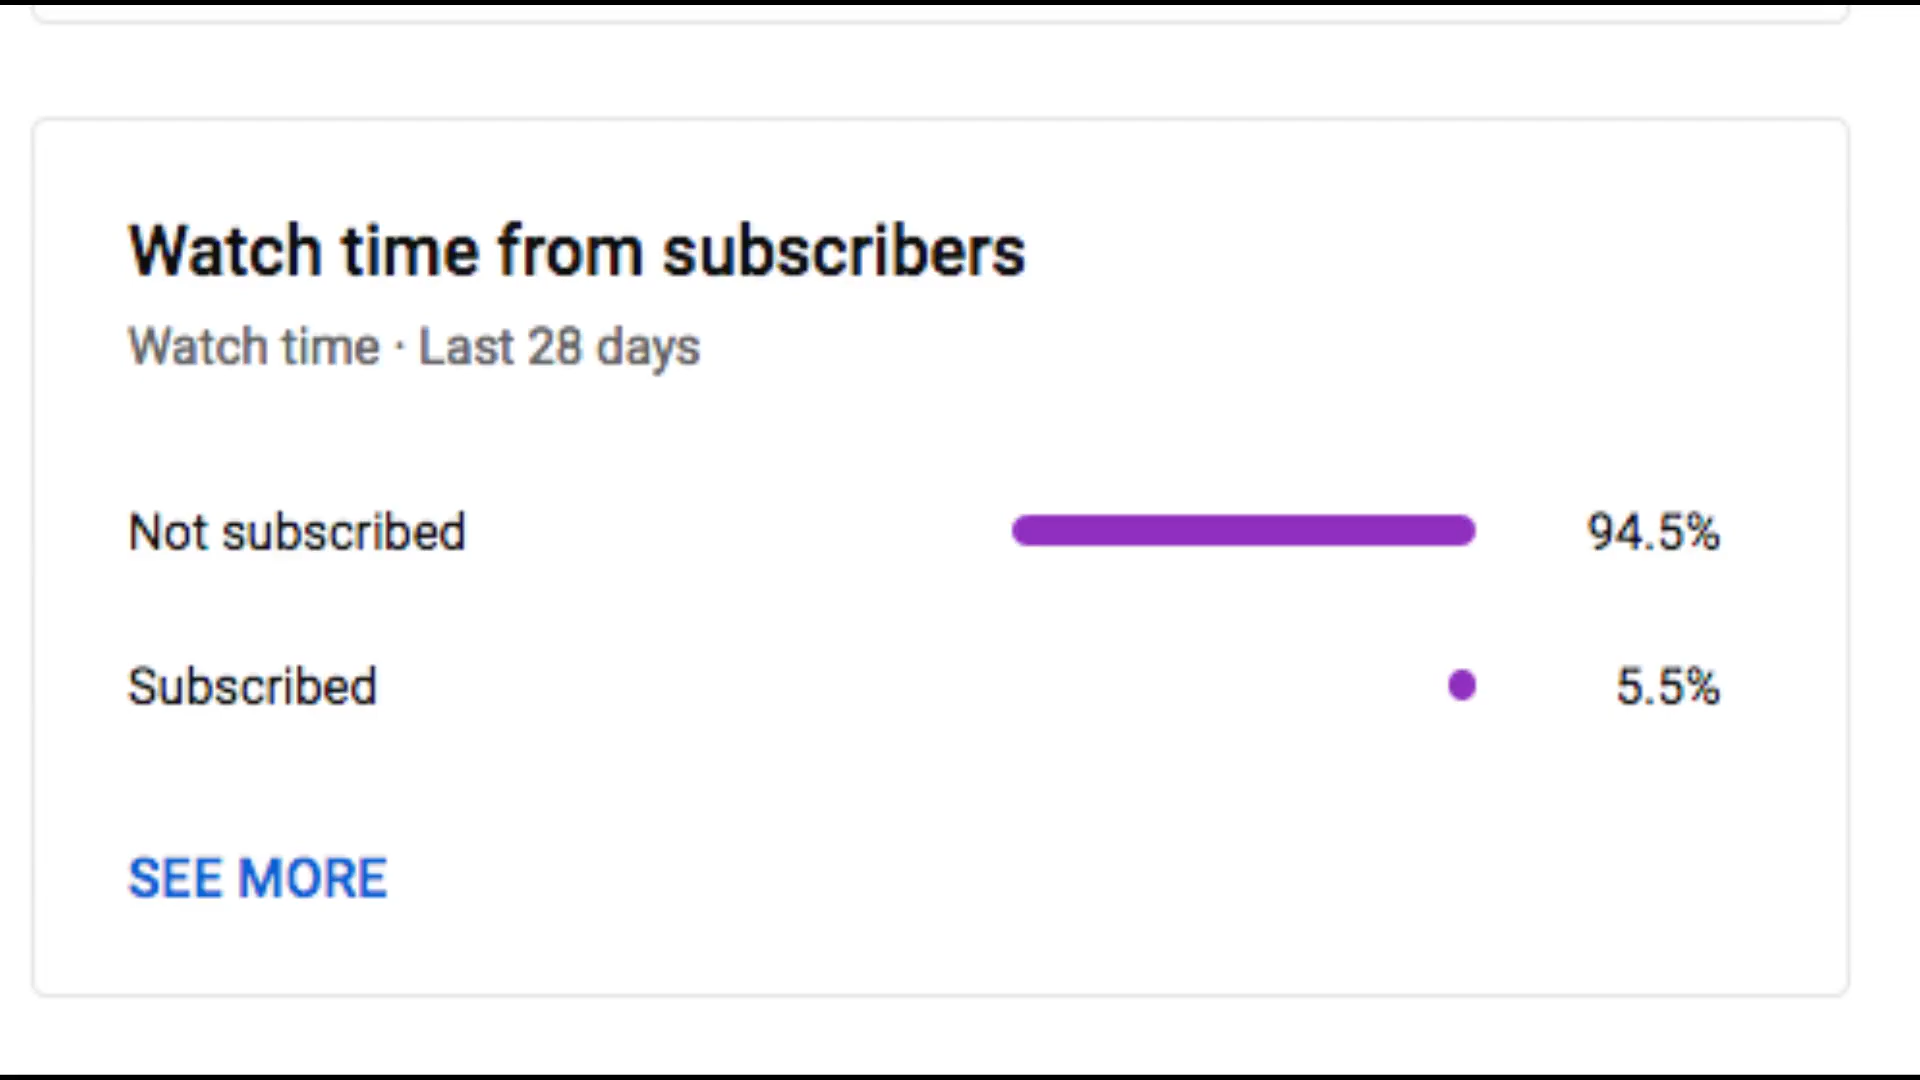 Watch time from subscribers
Watch time · Last 28 days
Not subscribed 94.5%
Subscribed 5.5%
SEE MORE